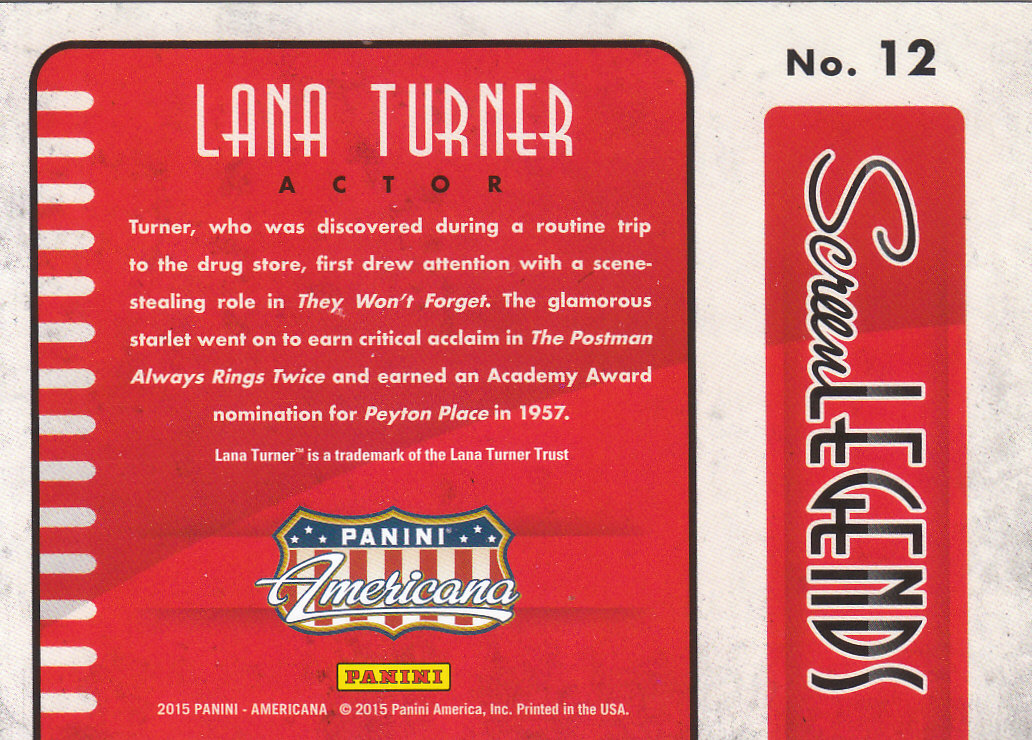 No. 12
LANA TURNER
ACTOR
Turner, who was discovered during a routine trip
to the drug store, first drew attention with a scene-
stealing role in They Won't Forget. The glamorous
starlet went on to earn critical acclaim in The Postman
Always Rings Twice and earned an Academy Award
nomination for Peyton Place in 1957.
Lana Turner™ is a trademark of the Lana Turner Trust
PANINI®
Americana
PANINI
2015 PANINI - AMERICANA © 2015 Panini America, Inc. Printed in the USA.
Screen LEGENDS